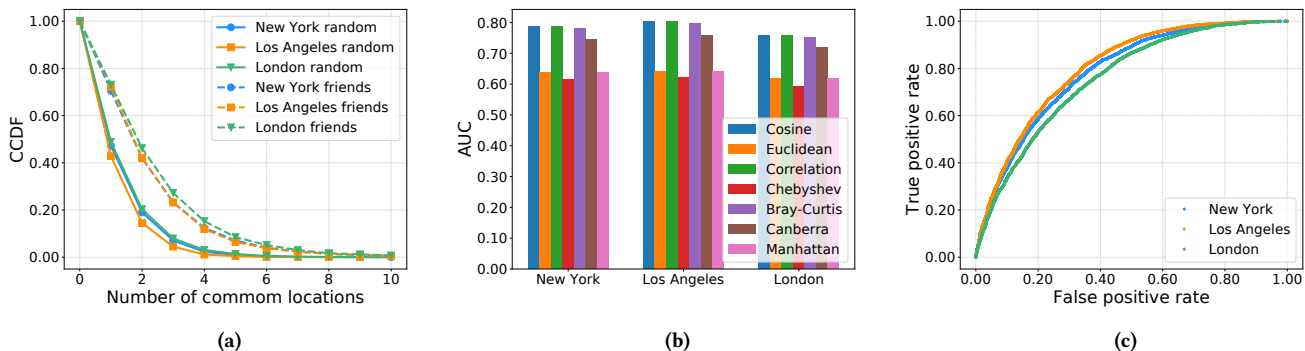 1.00
0.80
0.60
0.40
0.20
0.00
CCDF
0 2 4 6 8 10
Number of commom locations
New York random
Los Angeles random
London random
New York friends
Los Angeles friends
London friends
(a)
0.80
0.70
0.60
0.50
0.40
0.30
0.20
0.10
0.00
AUC
New York Los Angeles London
Cosine
Euclidean
Correlation
Chebyshev
Bray-Curtis
Canberra
Manhattan
(b)
1.00
0.80
0.60
0.40
0.20
0.00
True positive rate
0.00 0.20 0.40 0.60 0.80 1.00
False positive rate
New York
Los Angeles
London
(c)